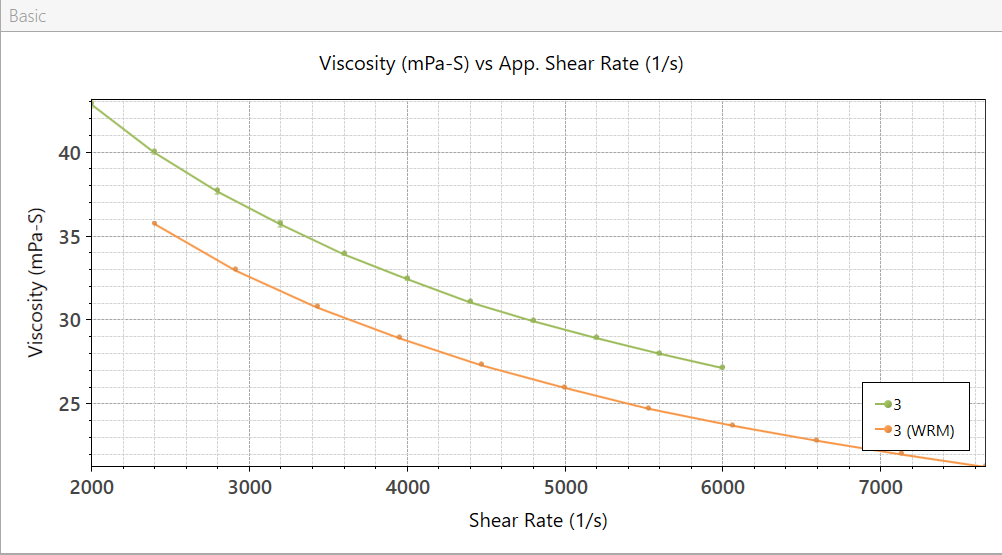 Basic
Viscosity (mPa-S) vs App. Shear Rate (1/s)
Viscosity (mPa-S)
40
35
30
25
3
3 (WRM)
2000 3000 4000 5000 6000 7000
Shear Rate (1/s)